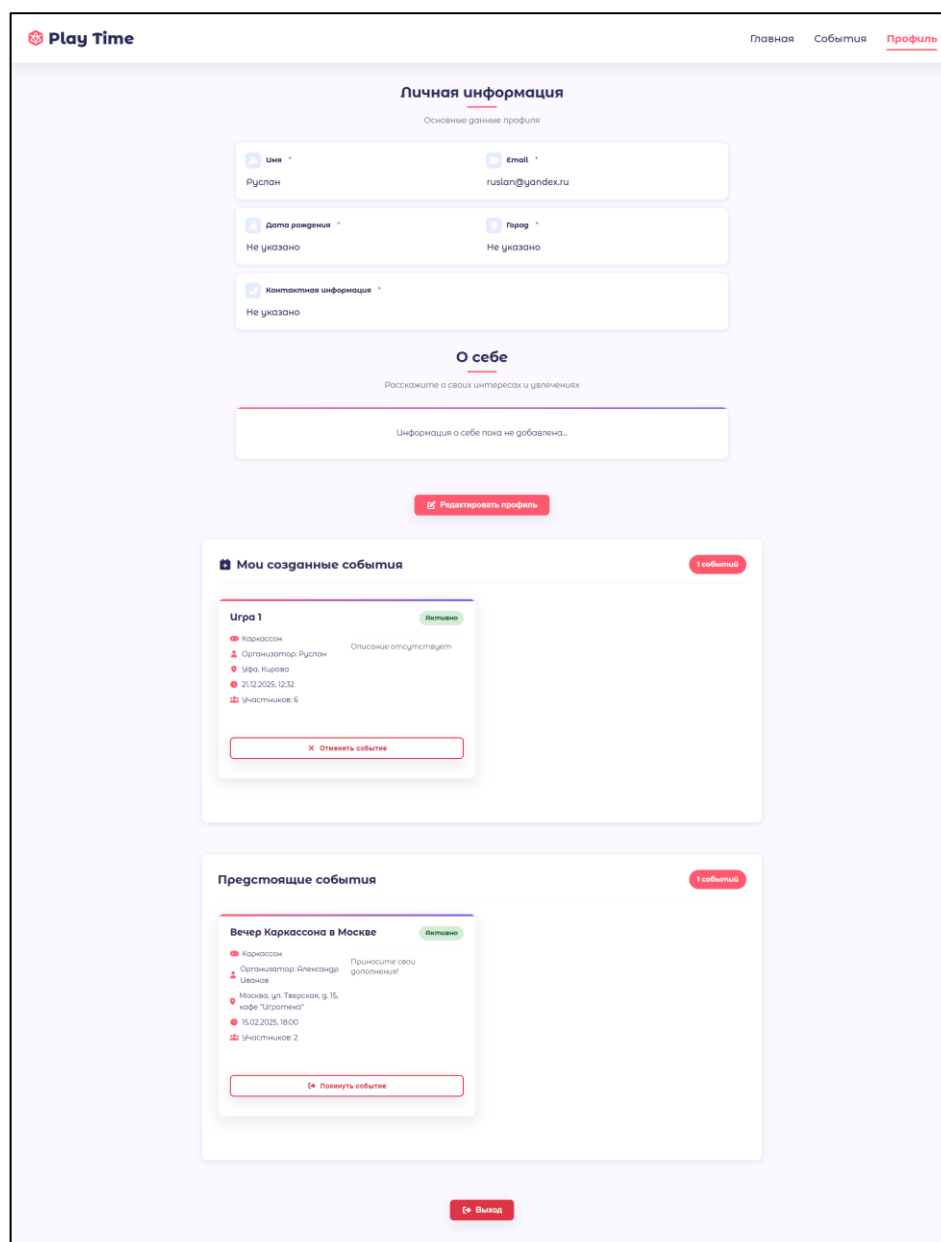 Play Time
Главная События Профиль
Личная информация
Основные данные профиля
Имя * Email *
Руслан ruslan@yandex.ru
Дата рождения * Город *
Не указано Не указано
Контактная информация *
Не указано
О себе
Расскажите о своих интересах и увлечениях
Информация о себе пока не добавлена...
Редактировать профиль
Мои созданные события 1 событий
Игра 1 Активно
Каркассон
Описание отсутствует
Организатор: Руслан
Уфа, Кирова
21.12.2025, 12:32
Участников: 6
Отменить событие
Предстоящие события 1 событий
Вечер Каркассона в Москве Активно
Каркассон
Приносите свои
дополнения!
Организатор: Александр
Иванов
Москва, ул. Тверская, д. 15,
кафе "Игротека"
15.02.2025, 18:00
Участников: 2
Покинуть событие
Выход